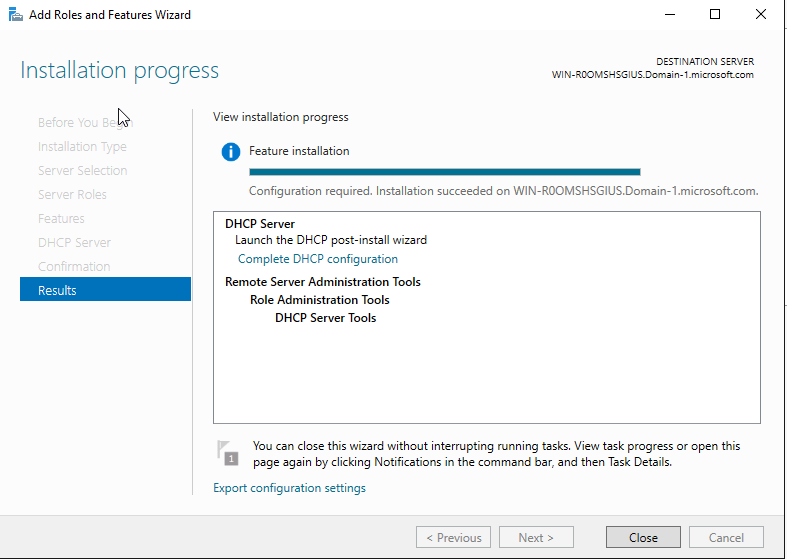 Add Roles and Features Wizard
Installation progress
DESTINATION SERVER
WIN-R0OMSHSGIUS.Domain-1.microsoft.com
Before You Begin
Installation Type
Server Selection
Server Roles
Features
DHCP Server
Confirmation
Results
View installation progress
Feature installation
Configuration required. Installation succeeded on WIN-R0OMSHSGIUS.Domain-1.microsoft.com.
DHCP Server
Launch the DHCP post-install wizard
Complete DHCP configuration
Remote Server Administration Tools
Role Administration Tools
DHCP Server Tools
1
You can close this wizard without interrupting running tasks. View task progress or open this
page again by clicking Notifications in the command bar, and then Task Details.
Export configuration settings
< Previous
Next >
Close
Cancel